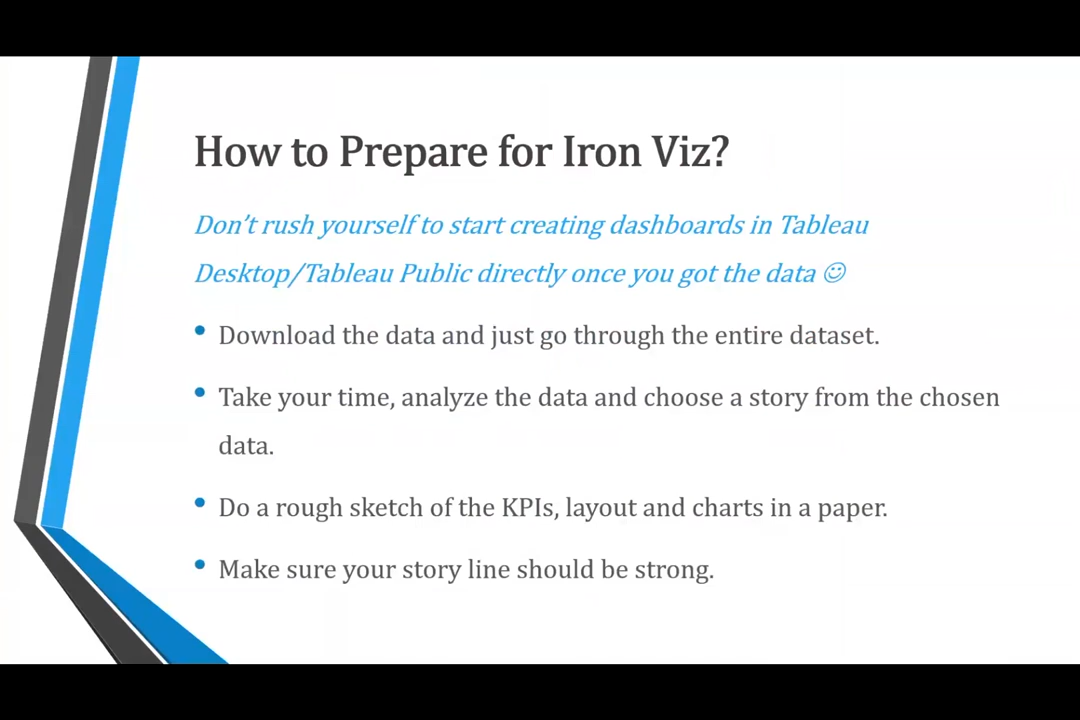 How to Prepare for Iron Viz?
Don’t rush yourself to start creating dashboards in Tableau
Desktop/Tableau Public directly once you got the data ☺
• Download the data and just go through the entire dataset.
• Take your time, analyze the data and choose a story from the chosen
data.
• Do a rough sketch of the KPIs, layout and charts in a paper.
• Make sure your story line should be strong.